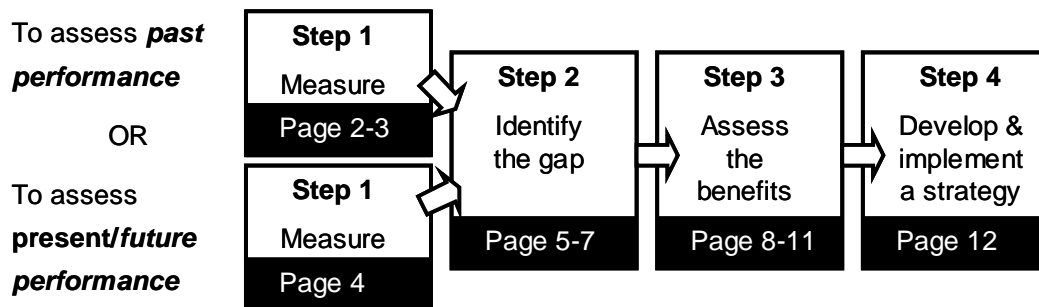 To assess past
performance
OR
To assess
present/future
performance
Step 1
Measure
Page 2-3
Step 1
Measure
Page 4
Step 2
Identify
the gap
Page 5-7
Step 3
Assess
the
benefits
Page 8-11
Step 4
Develop &
implement
a strategy
Page 12